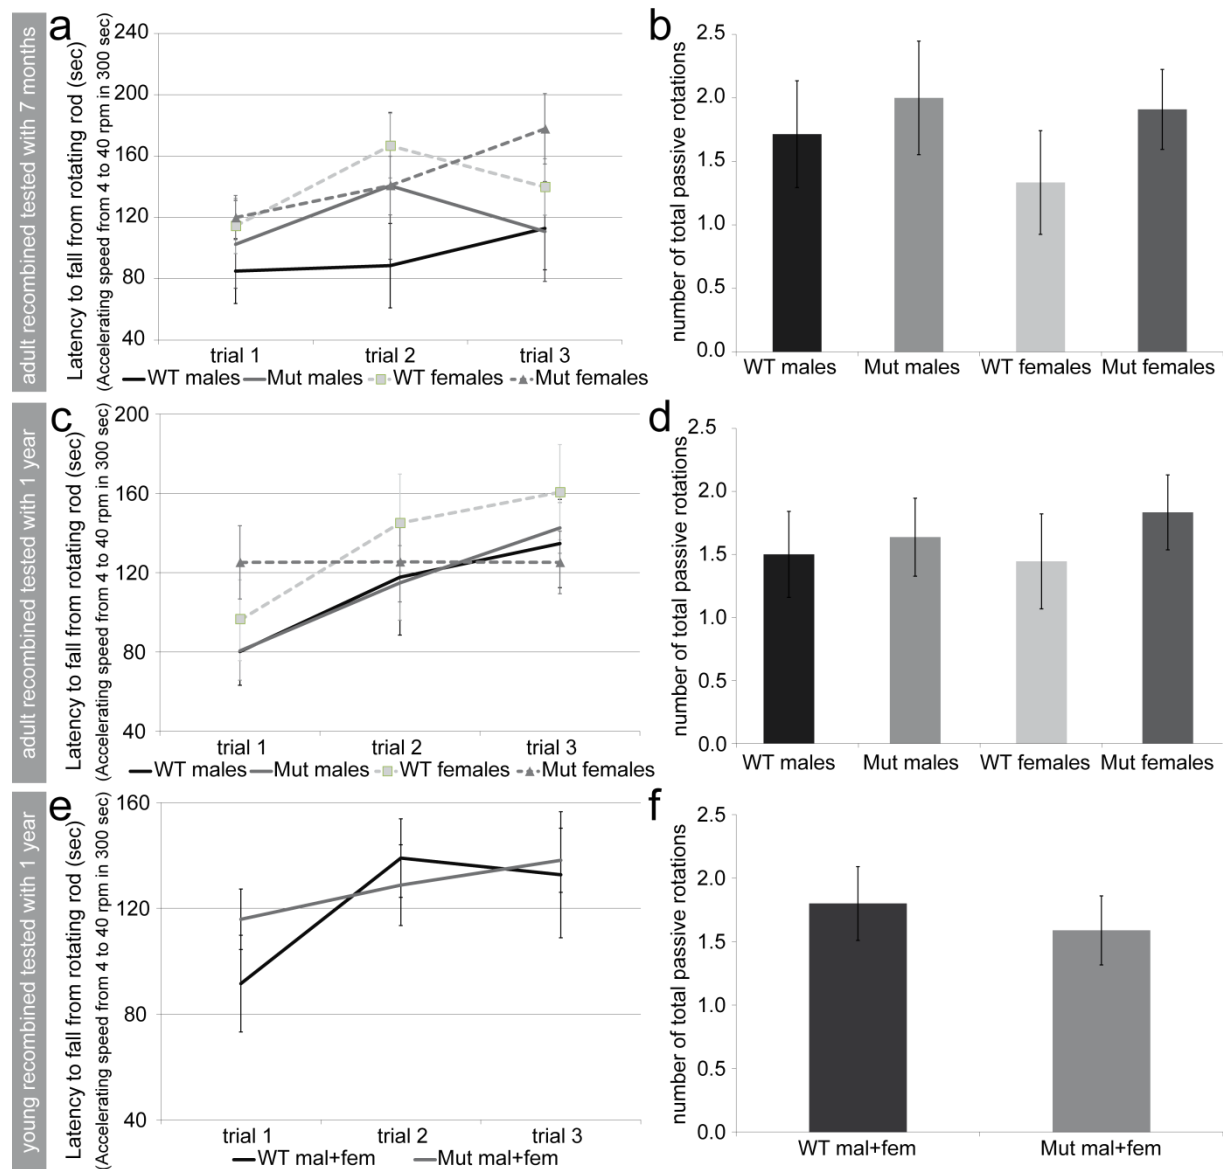 adult recombined tested with 7 months
a
Latency to fall from rotating rod (sec)
(Accelerating speed from 4 to 40 rpm in 300 sec)
240
200
160
120
80
40
trial 1 trial 2 trial 3
WT males Mut males WT females Mut females
b
number of total passive rotations
2.5
2.0
1.5
1.0
0.5
0.0
WT males Mut males WT females Mut females
adult recombined tested with 1 year
c
Latency to fall from rotating rod (sec)
(Accelerating speed from 4 to 40 rpm in 300 sec)
200
160
120
80
40
trial 1 trial 2 trial 3
WT males Mut males WT females Mut females
d
number of total passive rotations
2.5
2.0
1.5
1.0
0.5
0.0
WT males Mut males WT females Mut females
young recombined tested with 1 year
e
Latency to fall from rotating rod (sec)
(Accelerating speed from 4 to 40 rpm in 300 sec)
160
120
80
40
trial 1 trial 2 trial 3
WT mal+fem Mut mal+fem
f
number of total passive rotations
2.5
2.0
1.5
1.0
0.5
0.0
WT mal+fem Mut mal+fem